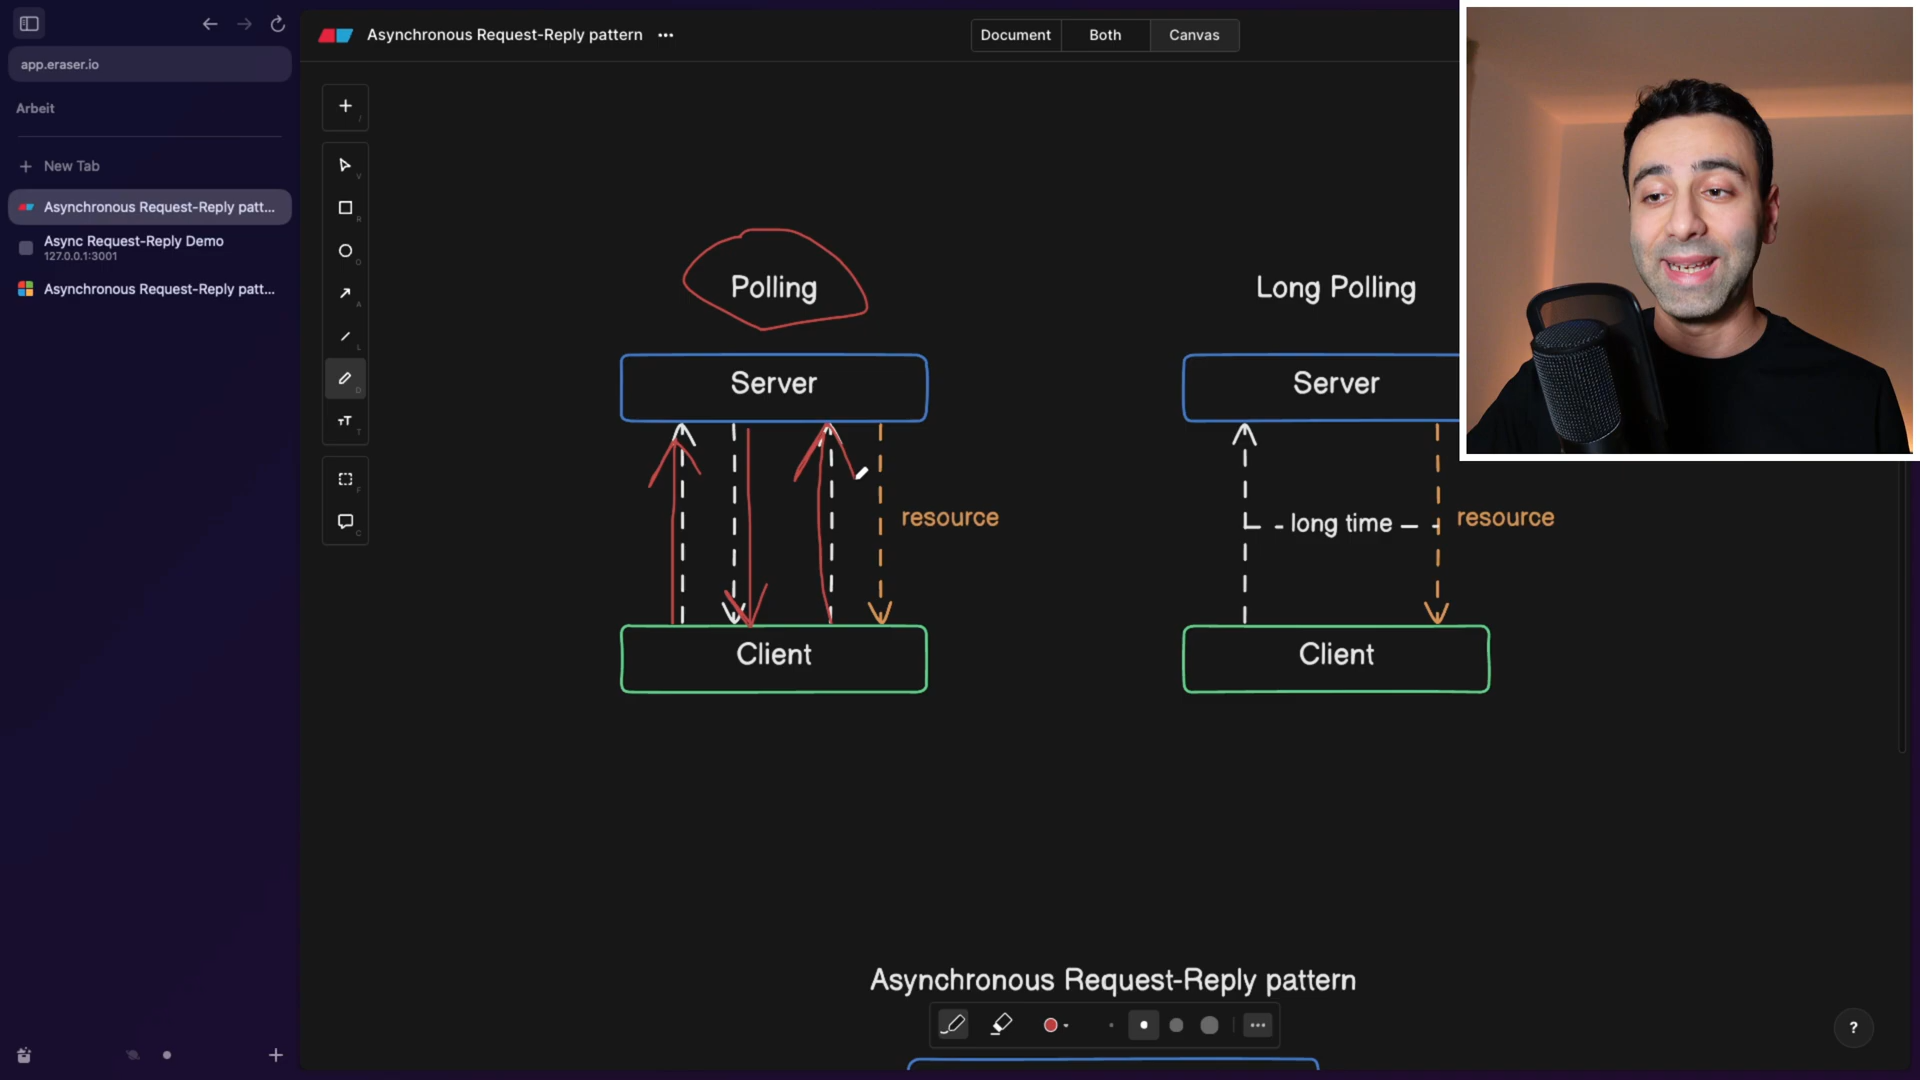 app.eraser.io
Arbeit
New Tab
Asynchronous Request-Reply patt...
Async Request-Reply Demo
127.0.0.1:3001
Asynchronous Request-Reply patt...
Asynchronous Request-Reply pattern
Document
Both
Canvas
/
V
R
O
A
L
D
TT
T
F
C
Polling
Server
resource
Client
Long Polling
Server
long time
resource
Client
Asynchronous Request-Reply pattern
?